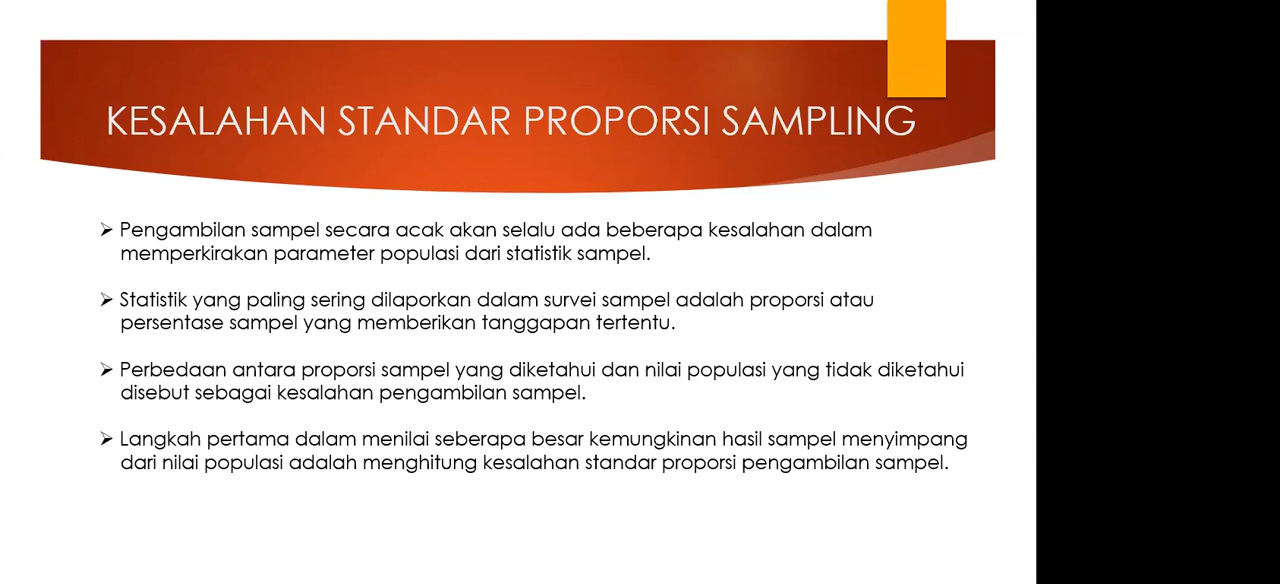 KESALAHAN STANDAR PROPORSI SAMPLING
➢ Pengambilan sampel secara acak akan selalu ada beberapa kesalahan dalam
memperkirakan parameter populasi dari statistik sampel.
➢ Statistik yang paling sering dilaporkan dalam survei sampel adalah proporsi atau
persentase sampel yang memberikan tanggapan tertentu.
➢ Perbedaan antara proporsi sampel yang diketahui dan nilai populasi yang tidak diketahui
disebut sebagai kesalahan pengambilan sampel.
➢ Langkah pertama dalam menilai seberapa besar kemungkinan hasil sampel menyimpang
dari nilai populasi adalah menghitung kesalahan standar proporsi pengambilan sampel.